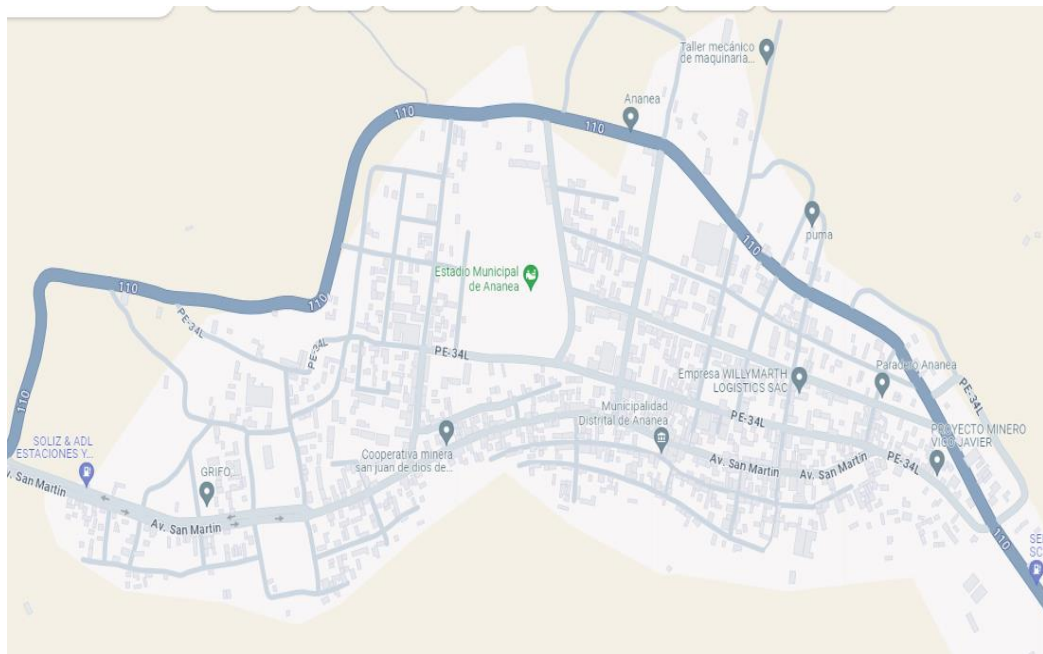 Taller mecánico
de maquinaria...
Ananea
110
110
110
puma
Estadio Municipal
de Ananea
110
110
PE-34L
PE-34L
PE-34L
110
Paradero Ananea
Empresa WILLYMARTH
LOGISTICS SAC
PE-34L
110
Municipalidad
Distrital de Ananea
PE-34L
PROYECTO MINERO
VICO JAVIER
SOLIZ & ADL
ESTACIONES Y...
Cooperativa minera
san juan de dios de...
Av. San Martin
Av. San Martin
PE-34L
GRIFO...
Av. San Martin
Av. San Martin
110